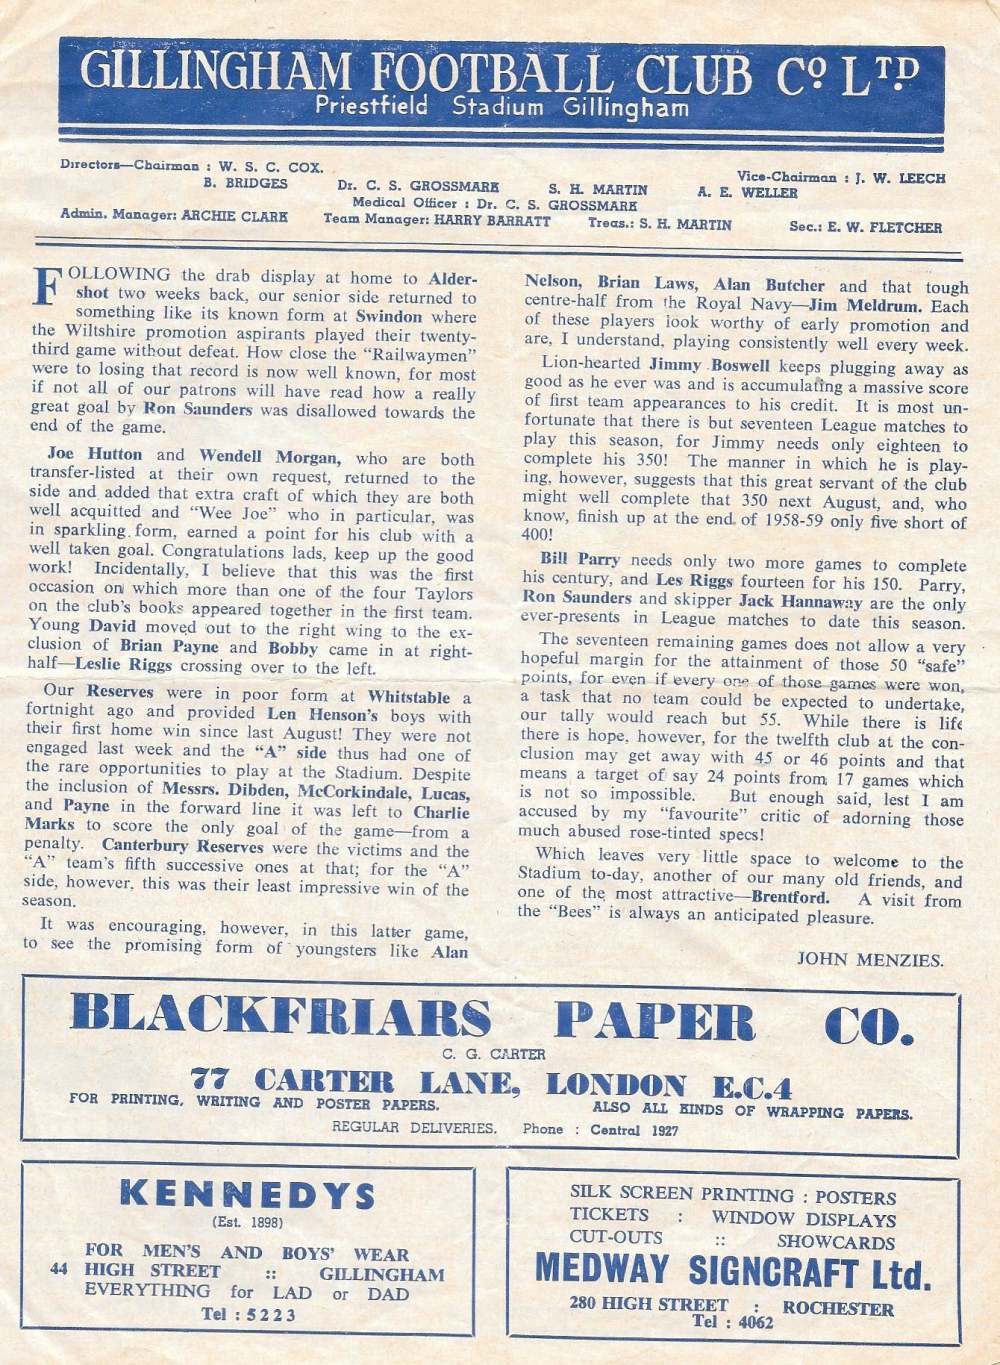 GILLINGHAM FOOTBALL CLUB Cº. LTD.
Priestfield Stadium Gillingham
Directors—Chairman : W. S. C. COX. Vice-Chairman : J. W. LEECH
B. BRIDGES Dr. C. S. GROSSMARK S. H. MARTIN A. E. WELLER
Medical Officer : Dr. C. S. GROSSMARK
Admin. Manager: ARCHIE CLARK Team Manager: HARRY BARRATT Treas.: S. H. MARTIN Sec.: E. W. FLETCHER
FOLLOWING the drab display at home to Alder-
shot two weeks back, our senior side returned to
something like its known form at Swindon where
the Wiltshire promotion aspirants played their twenty-
third game without defeat. How close the "Railwaymen"
were to losing that record is now well known, for most
if not all of our patrons will have read how a really
great goal by Ron Saunders was disallowed towards the
end of the game.
Joe Hutton and Wendell Morgan, who are both
transfer-listed at their own request, returned to the
side and added that extra craft of which they are both
well acquitted and "Wee Joe" who in particular, was
in sparkling form, earned a point for his club with a
well taken goal. Congratulations lads, keep up the good
work! Incidentally, I believe that this was the first
occasion on which more than one of the four Taylors
on the club's books appeared together in the first team.
Young David moved out to the right wing to the ex-
clusion of Brian Payne and Bobby came in at right-
half—Leslie Riggs crossing over to the left.
Our Reserves were in poor form at Whitstable a
fortnight ago and provided Len Henson's boys with
their first home win since last August! They were not
engaged last week and the "A" side thus had one of
the rare opportunities to play at the Stadium. Despite
the inclusion of Messrs. Dibden, McCorkindale, Lucas,
and Payne in the forward line it was left to Charlie
Marks to score the only goal of the game—from a
penalty. Canterbury Reserves were the victims and the
"A" team's fifth successive ones at that; for the "A"
side, however, this was their least impressive win of the
season.
It was encouraging, however, in this latter game,
to see the promising form of youngsters like Alan
Nelson, Brian Laws, Alan Butcher and that tough
centre-half from the Royal Navy—Jim Meldrum. Each
of these players look worthy of early promotion and
are, I understand, playing consistently well every week.
Lion-hearted Jimmy Boswell keeps plugging away as
good as he ever was and is accumulating a massive score
of first team appearances to his credit. It is most un-
fortunate that there is but seventeen League matches to
play this season, for Jimmy needs only eighteen to
complete his 350! The manner in which he is play-
ing, however, suggests that this great servant of the club
might well complete that 350 next August, and, who
know, finish up at the end of 1958-59 only five short of
400!
Bill Parry needs only two more games to complete
his century, and Les Riggs fourteen for his 150. Parry,
Ron Saunders and skipper Jack Hannaway are the only
ever-presents in League matches to date this season.
The seventeen remaining games does not allow a very
hopeful margin for the attainment of those 50 "safe"
points, for even if every one of those games were won,
a task that no team could be expected to undertake,
our tally would reach but 55. While there is life
there is hope, however, for the twelfth club at the con-
clusion may get away with 45 or 46 points and that
means a target of say 24 points from 17 games which
is not so impossible. But enough said, lest I am
accused by my "favourite" critic of adorning those
much abused rose-tinted specs!
Which leaves very little space to welcome to the
Stadium to-day, another of our many old friends, and
one of the most attractive—Brentford. A visit from
the "Bees" is always an anticipated pleasure.
JOHN MENZIES.
BLACKFRIARS PAPER CO.
C. G. CARTER
77 CARTER LANE, LONDON E.C.4
FOR PRINTING, WRITING AND POSTER PAPERS. ALSO ALL KINDS OF WRAPPING PAPERS.
REGULAR DELIVERIES. Phone : Central 1927
KENNEDYS
(Est. 1898)
FOR MEN'S AND BOYS' WEAR
44 HIGH STREET :: GILLINGHAM
EVERYTHING for LAD or DAD
Tel : 5223
SILK SCREEN PRINTING : POSTERS
TICKETS : WINDOW DISPLAYS
CUT-OUTS :: SHOWCARDS
MEDWAY SIGNCRAFT Ltd.
280 HIGH STREET : ROCHESTER
Tel : 4062